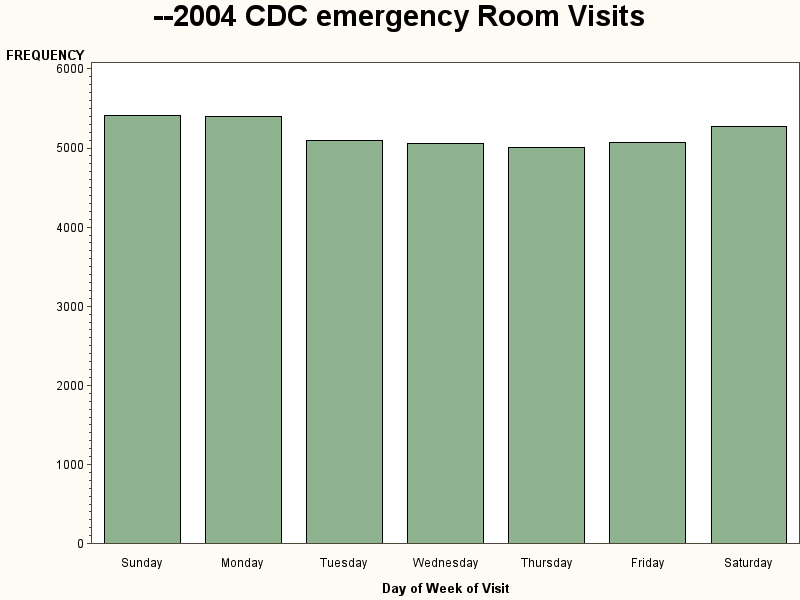 --2004 CDC emergency Room Visits
FREQUENCY
6000
5000
4000
3000
2000
1000
0
Sunday Monday Tuesday Wednesday Thursday Friday Saturday
Day of Week of Visit